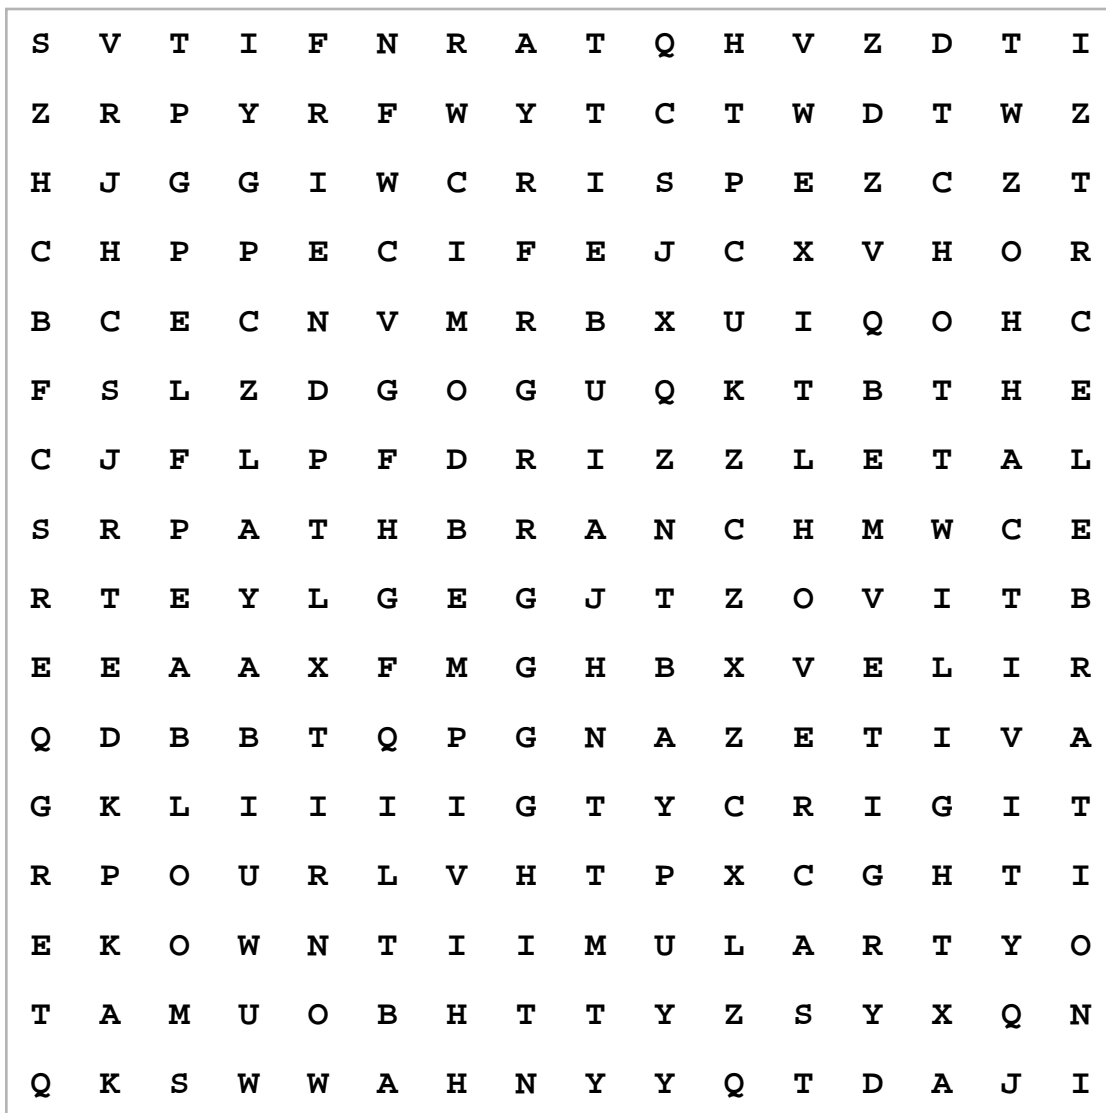 S V T I F N R A T Q H V Z D T I
Z R P Y R F W Y T C T W D T W Z
H J G G I W C R I S P E Z C Z T
C H P P E C I F E J C X V H O R
B C E C N V M R B X U I Q O H C
F S L Z D G O G U Q K T B T H E
C J F L P F D R I Z Z L E T A L
S R P A T H B R A N C H M W C E
R T E Y L G E G J T Z O V I T B
E E A A X F M G H B X V E L I R
Q D B B T Q P G N A Z E T I V A
G K L I I I I G T Y C R I G I T
R P O U R L V H T P X C G H T I
E K O W N T I I M U L A R T Y O
T A M U O B H T T Y Z S Y X Q N
Q K S W W A H N Y Y Q T D A J I